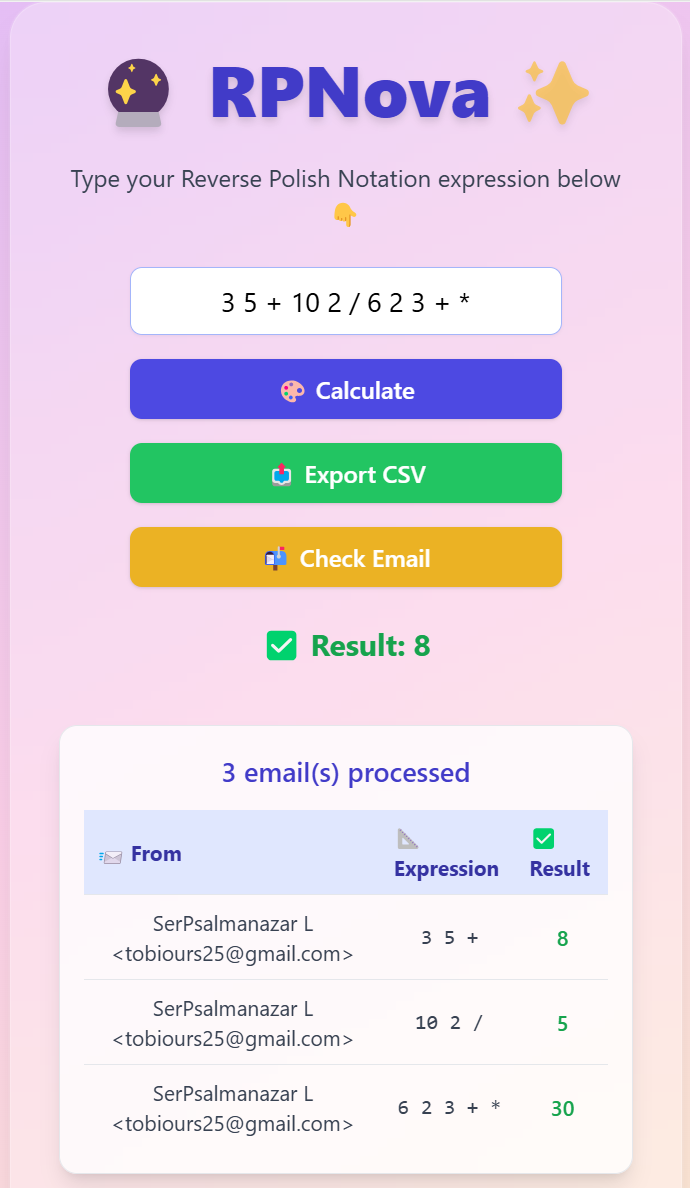 RPNova
Type your Reverse Polish Notation expression below
3 5 + 10 2 / 6 2 3 + *
Calculate
Export CSV
Check Email
Result: 8
3 email(s) processed
From Expression Result
SerPsalmanazar L
<tobiours25@gmail.com> 3 5 + 8
SerPsalmanazar L
<tobiours25@gmail.com> 10 2 / 5
SerPsalmanazar L
<tobiours25@gmail.com> 6 2 3 + * 30